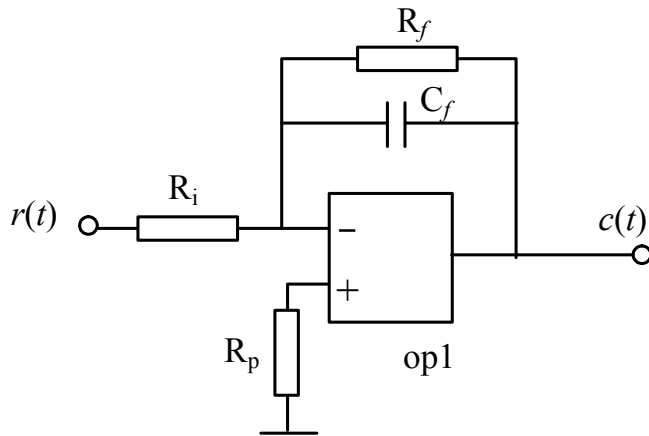 R_f
C_f
R_i
r(t)
c(t)
−
+
R_p
op1